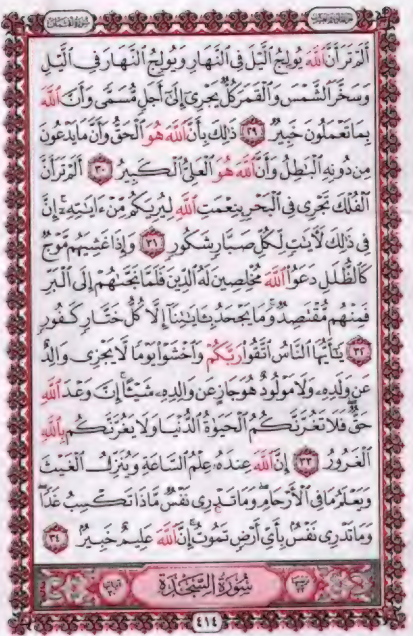 أَلَمْ تَرَ أَنَّ ٱللَّهَ يُولِجُ ٱلَّيْلَ فِى ٱلنَّهَارِ وَيُولِجُ ٱلنَّهَارَ فِى ٱلَّيْلِ
وَسَخَّرَ ٱلشَّمْسَ وَٱلْقَمَرَ كُلٌّ يَجْرِىٓ إِلَىٰٓ أَجَلٍ مُّسَمًّى وَأَنَّ ٱللَّهَ
بِمَا تَعْمَلُونَ خَبِيرٌ ٢٩ ذَٰلِكَ بِأَنَّ ٱللَّهَ هُوَ ٱلْحَقُّ وَأَنَّ مَا يَدْعُونَ
مِن دُونِهِ ٱلْبَٰطِلُ وَأَنَّ ٱللَّهَ هُوَ ٱلْعَلِىُّ ٱلْكَبِيرُ ٣٠ أَلَمْ تَرَ أَنَّ
ٱلْفُلْكَ تَجْرِى فِى ٱلْبَحْرِ بِنِعْمَتِ ٱللَّهِ لِيُرِيَكُم مِّنْ ءَايَٰتِهِۦٓ إِنَّ
فِى ذَٰلِكَ لَءَايَٰتٍ لِّكُلِّ صَبَّارٍ شَكُورٍ ٣١ وَإِذَا غَشِيَهُم مَّوْجٌ
كَٱلظُّلَلِ دَعَوُا۟ ٱللَّهَ مُخْلِصِينَ لَهُ ٱلدِّينَ فَلَمَّا نَجَّىٰهُمْ إِلَى ٱلْبَرِّ
فَمِنْهُم مُّقْتَصِدٌ وَمَا يَجْحَدُ بِـَٔايَٰتِنَآ إِلَّا كُلُّ خَتَّارٍ كَفُورٍ
٣٢ يَٰٓأَيُّهَا ٱلنَّاسُ ٱتَّقُوا۟ رَبَّكُمْ وَٱخْشَوْا۟ يَوْمًا لَّا يَجْزِى وَالِدٌ
عَن وَلَدِهِۦ وَلَا مَوْلُودٌ هُوَ جَازٍ عَن وَالِدِهِۦ شَيْـًٔا إِنَّ وَعْدَ ٱللَّهِ
حَقٌّ فَلَا تَغُرَّنَّكُمُ ٱلْحَيَوٰةُ ٱلدُّنْيَا وَلَا يَغُرَّنَّكُم بِٱللَّهِ
ٱلْغَرُورُ ٣٣ إِنَّ ٱللَّهَ عِندَهُۥ عِلْمُ ٱلسَّاعَةِ وَيُنَزِّلُ ٱلْغَيْثَ
وَيَعْلَمُ مَا فِى ٱلْأَرْحَامِ وَمَا تَدْرِى نَفْسٌ مَّاذَا تَكْسِبُ غَدًا
وَمَا تَدْرِى نَفْسٌۢ بِأَىِّ أَرْضٍ تَمُوتُ إِنَّ ٱللَّهَ عَلِيمٌ خَبِيرٌۢ ٣٤
سُورَةُ السَّجْدَةِ
٤١٤